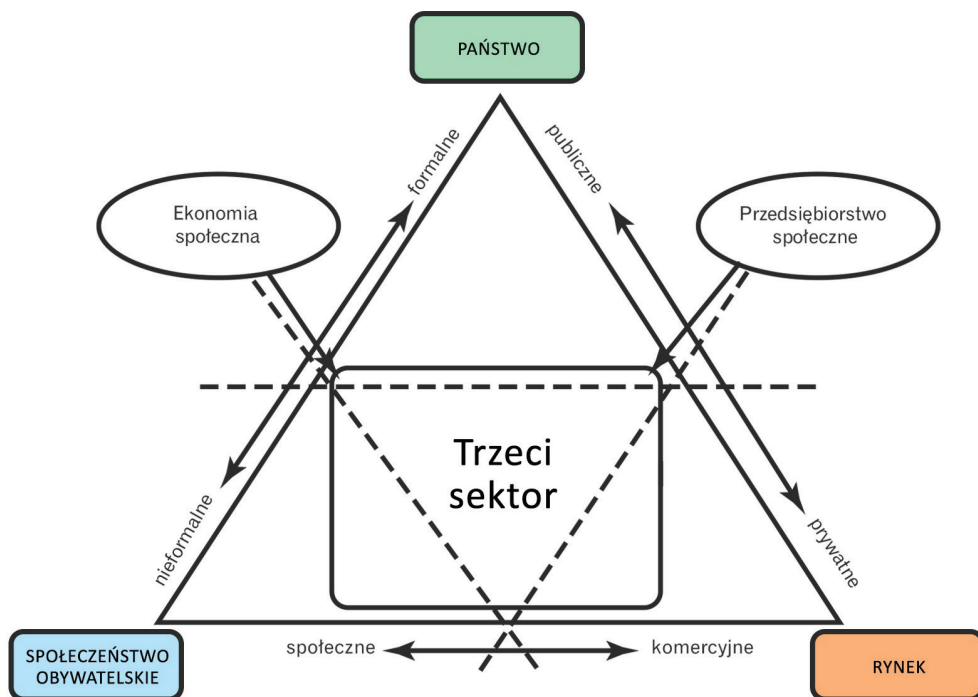 PAŃSTWO
formalne
publiczne
Ekonomia
społeczna
Przedsiębiorstwo
społeczne
Trzeci
sektor
nieformalne
prywatne
SPOŁECZEŃSTWO
OBYWATELSKIE
społeczne
komercyjne
RYNEK